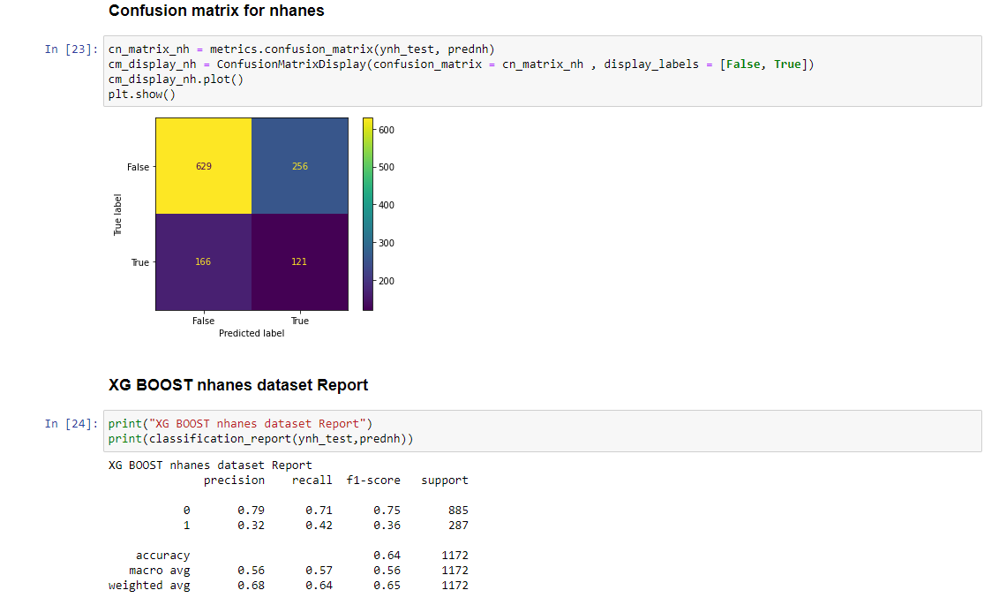 Confusion matrix for nhanes
In [23]: cn_matrix_nh = metrics.confusion_matrix(ynh_test, prednh)
cm_display_nh = ConfusionMatrixDisplay(confusion_matrix = cn_matrix_nh , display_labels = [False, True])
cm_display_nh.plot()
plt.show()
600
False 629 256
500
400
True label
300
True 166 121
200
False True
Predicted label
XG BOOST nhanes dataset Report
In [24]: print("XG BOOST nhanes dataset Report")
print(classification_report(ynh_test,prednh))
XG BOOST nhanes dataset Report
precision recall f1-score support
0 0.79 0.71 0.75 885
1 0.32 0.42 0.36 287
accuracy 0.64 1172
macro avg 0.56 0.57 0.56 1172
weighted avg 0.68 0.64 0.65 1172